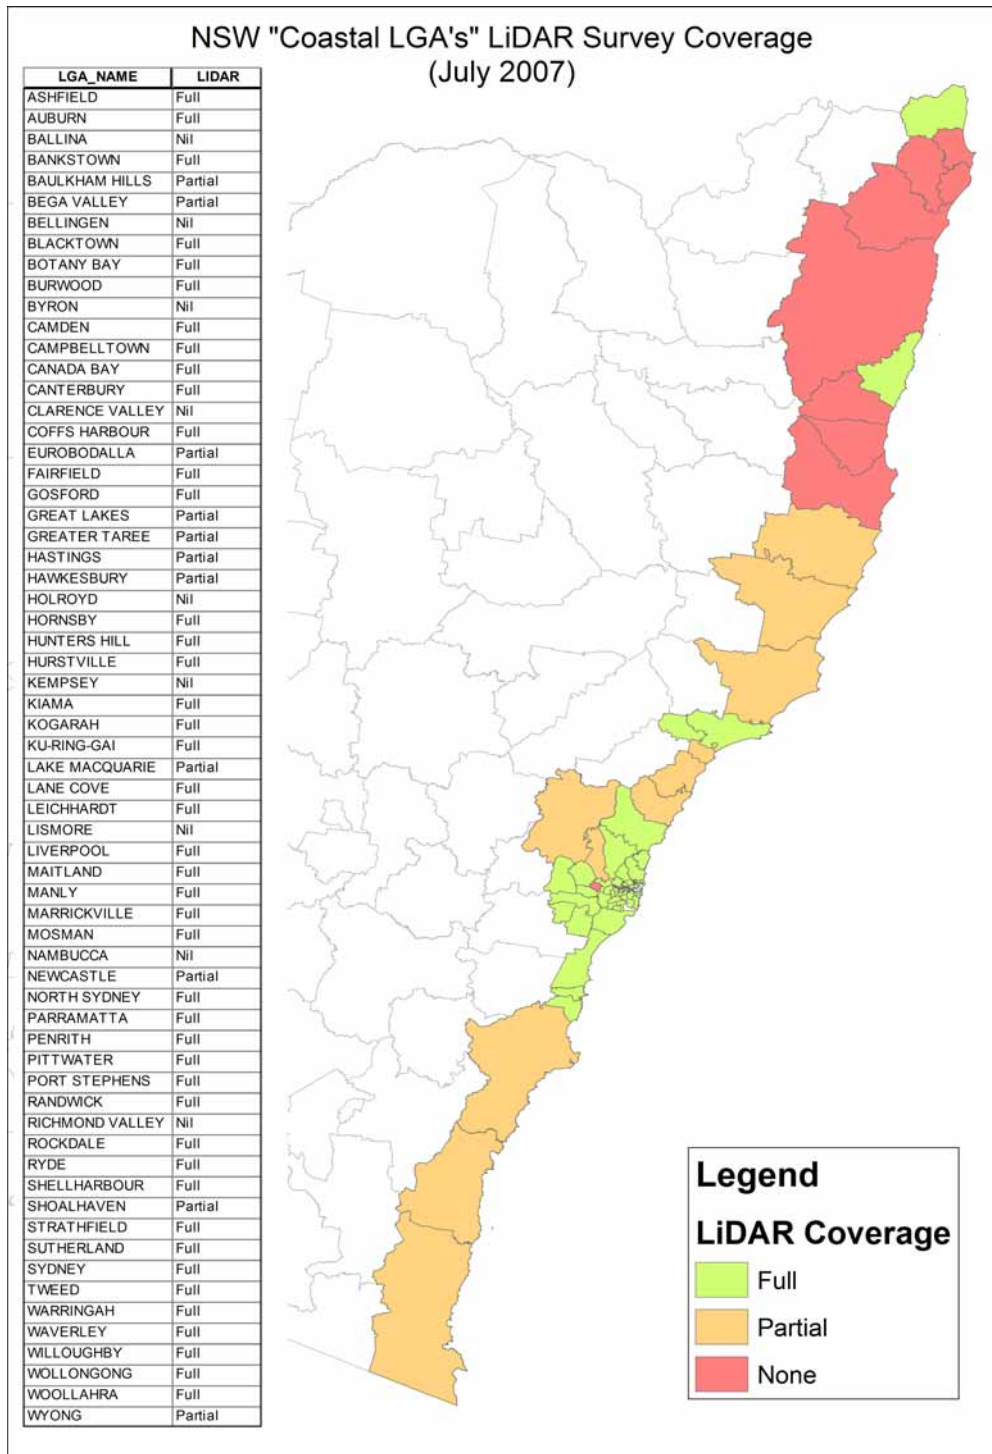 NSW "Coastal LGA's" LiDAR Survey Coverage
(July 2007)
LGA_NAME LIDAR
ASHFIELD Full
AUBURN Full
BALLINA Nil
BANKSTOWN Full
BAULKHAM HILLS Partial
BEGA VALLEY Partial
BELLINGEN Nil
BLACKTOWN Full
BOTANY BAY Full
BURWOOD Full
BYRON Nil
CAMDEN Full
CAMPBELLTOWN Full
CANADA BAY Full
CANTERBURY Full
CLARENCE VALLEY Nil
COFFS HARBOUR Full
EUROBODALLA Partial
FAIRFIELD Full
GOSFORD Full
GREAT LAKES Partial
GREATER TAREE Partial
HASTINGS Partial
HAWKESBURY Partial
HOLROYD Nil
HORNSBY Full
HUNTERS HILL Full
HURSTVILLE Full
KEMPSEY Nil
KIAMA Full
KOGARAH Full
KU-RING-GAI Full
LAKE MACQUARIE Partial
LANE COVE Full
LEICHHARDT Full
LISMORE Nil
LIVERPOOL Full
MAITLAND Full
MANLY Full
MARRICKVILLE Full
MOSMAN Full
NAMBUCCA Nil
NEWCASTLE Partial
NORTH SYDNEY Full
PARRAMATTA Full
PENRITH Full
PITTWATER Full
PORT STEPHENS Full
RANDWICK Full
RICHMOND VALLEY Nil
ROCKDALE Full
RYDE Full
SHELLHARBOUR Full
SHOALHAVEN Partial
STRATHFIELD Full
SUTHERLAND Full
SYDNEY Full
TWEED Full
WARRINGAH Full
WAVERLEY Full
WILLOUGHBY Full
WOLLONGONG Full
WOOLLAHRA Full
WYONG Partial
Legend
LiDAR Coverage
Full
Partial
None